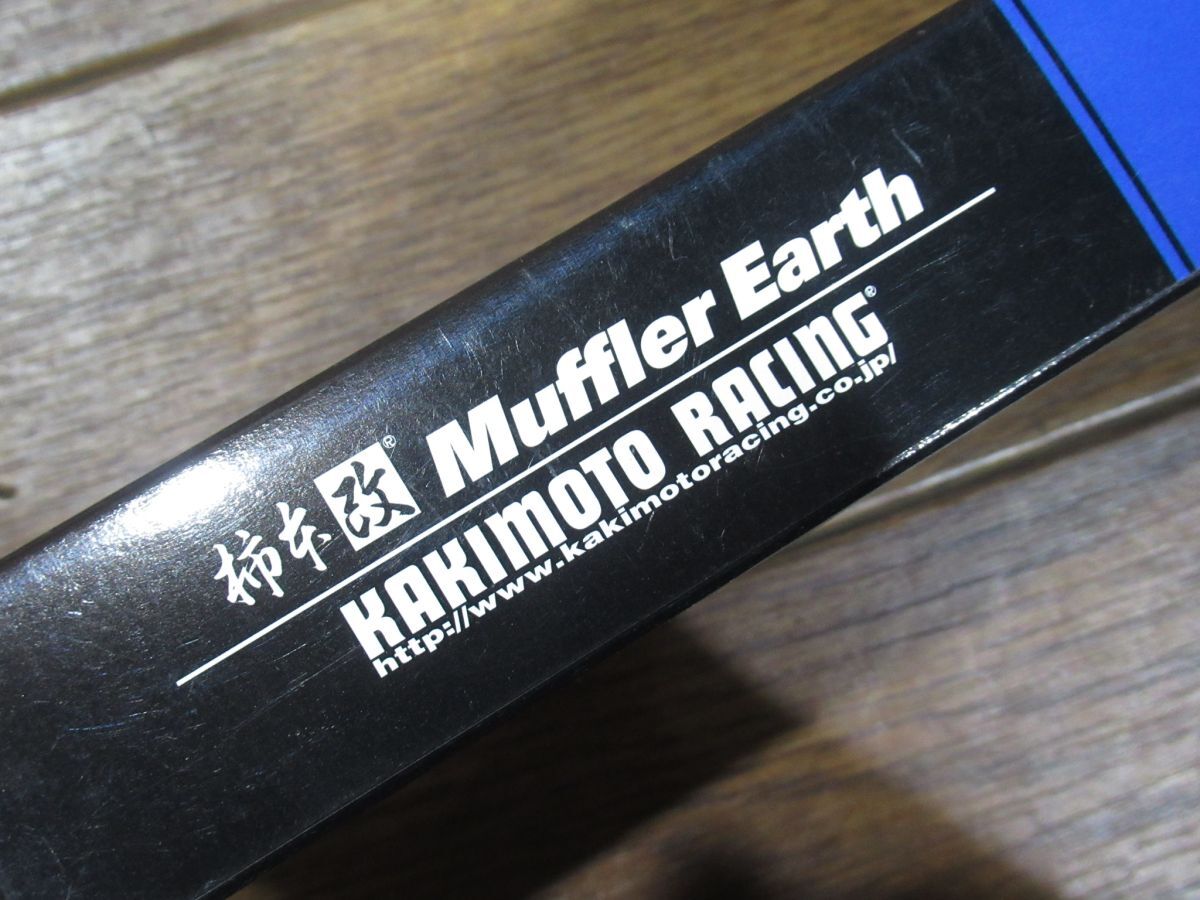 柿本改® Muffler Earth
KAKIMOTO RACING®
http://www.kakimotoracing.co.jp/